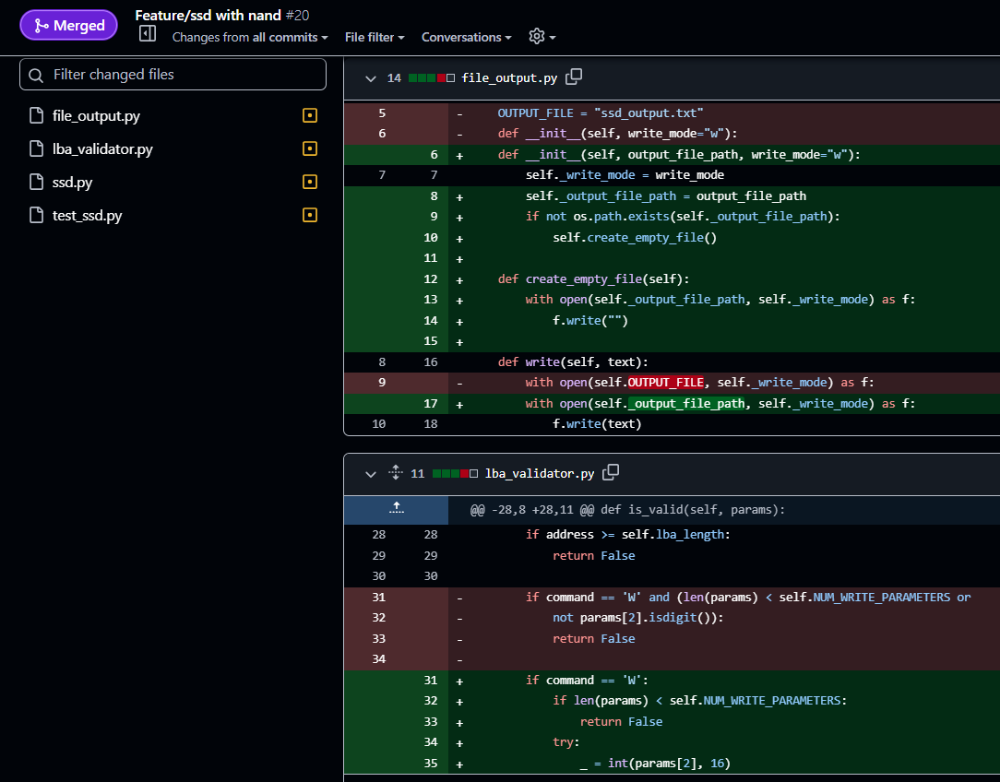 Merged
Feature/ssd with nand #20
Changes from all commits
File filter
Conversations
Filter changed files
file_output.py
lba_validator.py
ssd.py
test_ssd.py
14 file_output.py
5 - OUTPUT_FILE = "ssd_output.txt"
6 - def __init__(self, write_mode="w"):
6 + def __init__(self, output_file_path, write_mode="w"):
7 7 self._write_mode = write_mode
8 + self._output_file_path = output_file_path
9 + if not os.path.exists(self._output_file_path):
10 + self.create_empty_file()
11 +
12 + def create_empty_file(self):
13 + with open(self._output_file_path, self._write_mode) as f:
14 + f.write("")
15 +
8 16 def write(self, text):
9 - with open(self.OUTPUT_FILE, self._write_mode) as f:
17 + with open(self._output_file_path, self._write_mode) as f:
10 18 f.write(text)
11 lba_validator.py
@@ -28,8 +28,11 @@ def is_valid(self, params):
28 28 if address >= self.lba_length:
29 29 return False
30 30
31 - if command == 'W' and (len(params) < self.NUM_WRITE_PARAMETERS or
32 - not params[2].isdigit()):
33 - return False
34 -
31 + if command == 'W':
32 + if len(params) < self.NUM_WRITE_PARAMETERS:
33 + return False
34 + try:
35 + _ = int(params[2], 16)